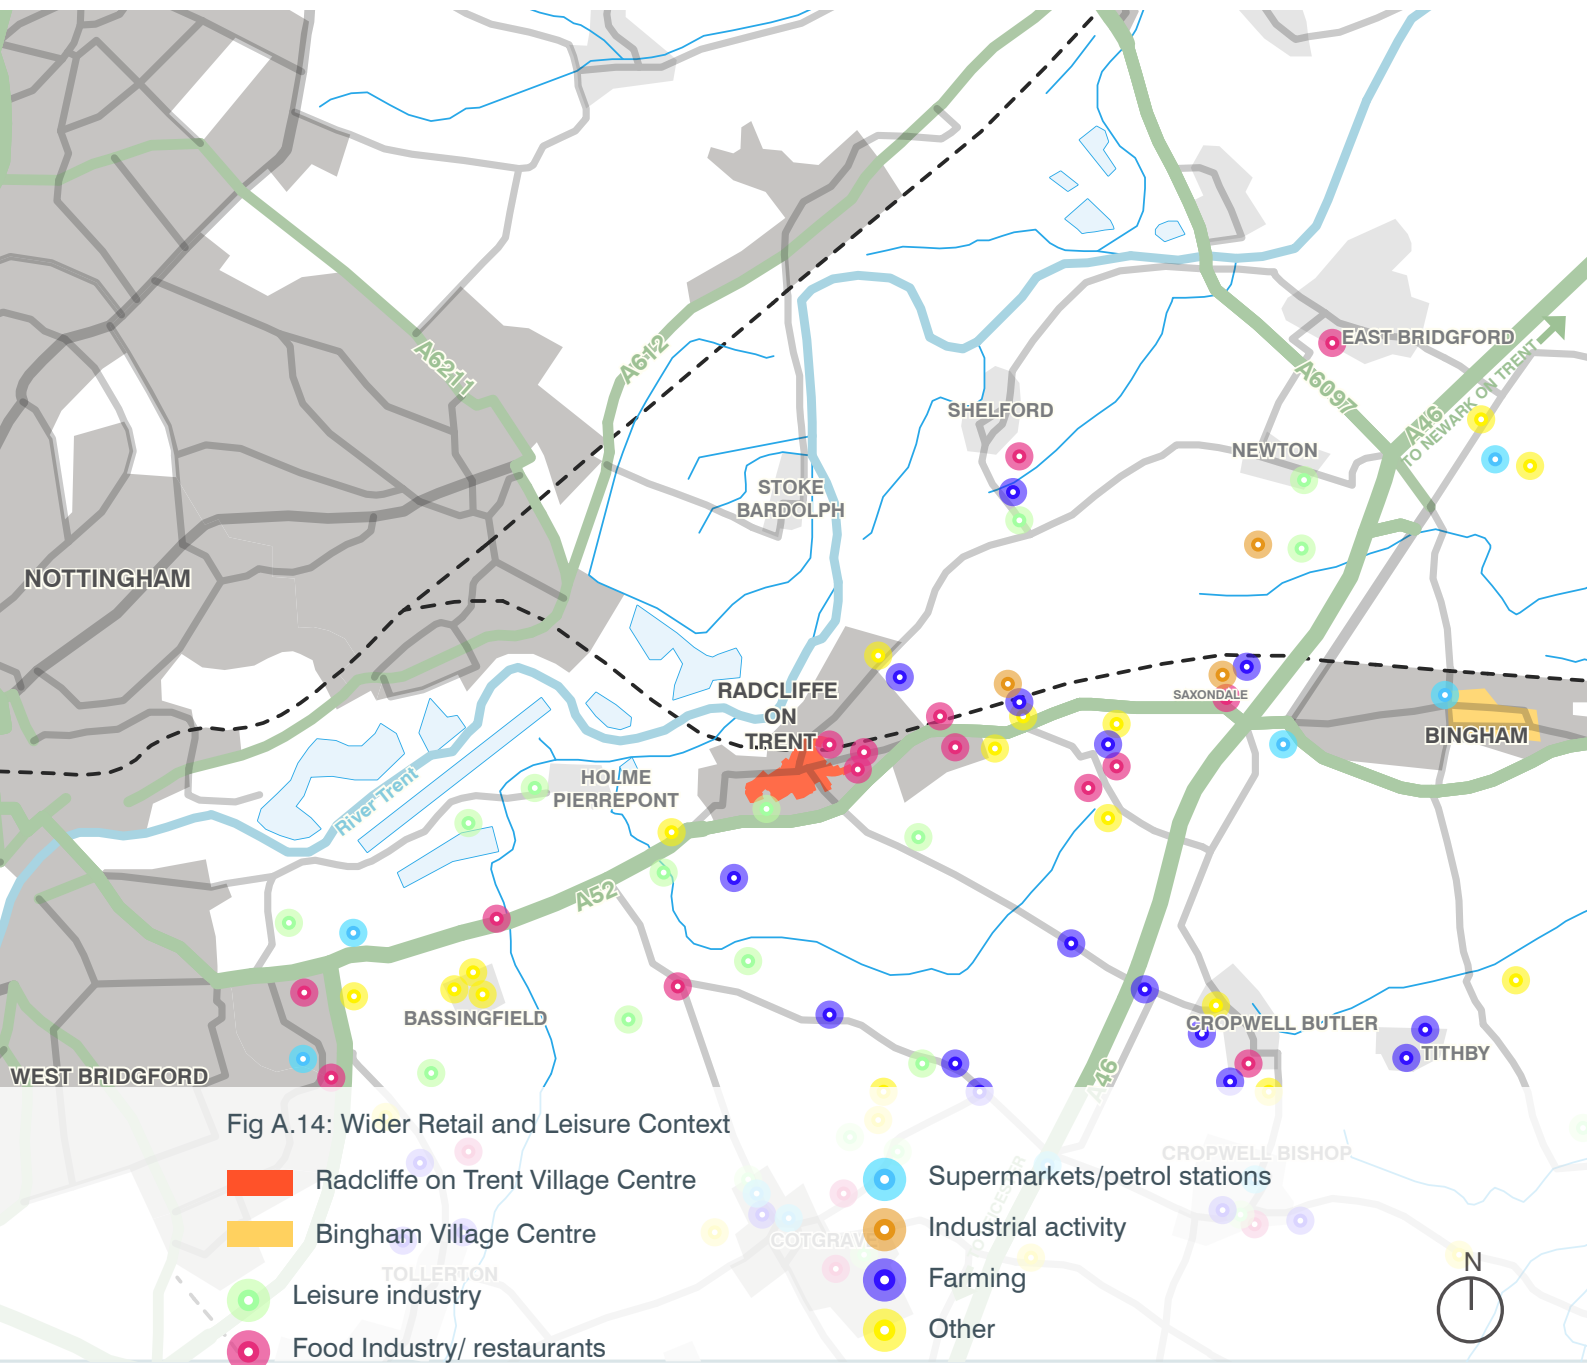 A6211
A612
EAST BRIDGFORD
A6097
A46
TO NEWARK ON TRENT
SHELFORD
NEWTON
STOKE
BARDOLPH
NOTTINGHAM
RADCLIFFE
ON
TRENT
SAXONDALE
BINGHAM
HOLME
PIERREPONT
River Trent
A52
BASSINGFIELD
CROPWELL BUTLER
TITHBY
WEST BRIDGFORD
A46
Fig A.14: Wider Retail and Leisure Context
CROPWELL BISHOP
Radcliffe on Trent Village Centre
Supermarkets/petrol stations
Bingham Village Centre
Industrial activity
COTGRAVE
TOLLERTON
Leisure industry
Farming
Food Industry/ restaurants
Other
N